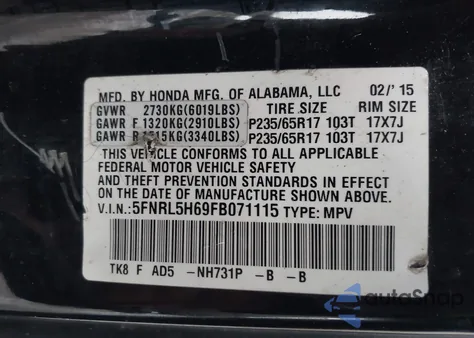 MFD. BY HONDA MFG. OF ALABAMA, LLC 02/'15
GVWR 2730KG(6019LBS) TIRE SIZE RIM SIZE
GAWR F 1320KG(2910LBS) P235/65R17 103T 17X7J
GAWR R 1515KG(3340LBS) P235/65R17 103T 17X7J
THIS VEHICLE CONFORMS TO ALL APPLICABLE
FEDERAL MOTOR VEHICLE SAFETY
AND THEFT PREVENTION STANDARDS IN EFFECT
ON THE DATE OF MANUFACTURE SHOWN ABOVE.
V.I.N.:5FNRL5H69FB071115 TYPE: MPV
TK8 F AD5 -NH731P -B -B
AutoSnap